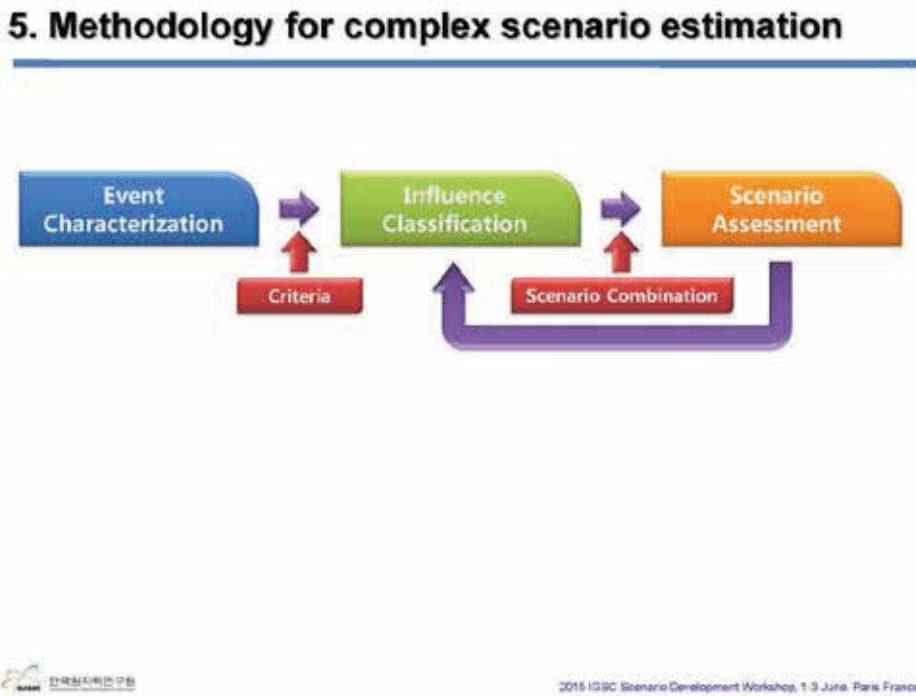 5. Methodology for complex scenario estimation
Event
Characterization
Influence
Classification
Scenario
Assessment
Criteria
Scenario Combination
한국원자력연구원
2015 IGSC Scenario Development Workshop, 1-3 June, Paris France